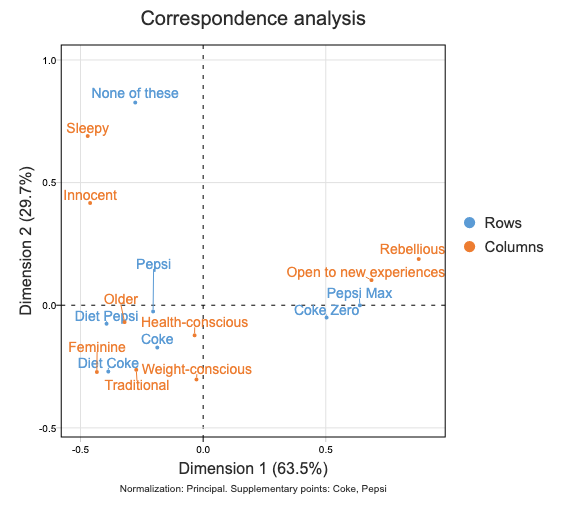 Correspondence analysis
1.0
None of these
Sleepy
0.5
Innocent
Rebellious
Pepsi
Open to new experiences
Pepsi Max
Older
0.0
Coke Zero
Diet Pepsi
Health-conscious
Coke
Feminine
Diet Coke
Weight-conscious
Traditional
-0.5
-0.5
0.0
0.5
Dimension 2 (29.7%)
Dimension 1 (63.5%)
Normalization: Principal. Supplementary points: Coke, Pepsi
Rows
Columns